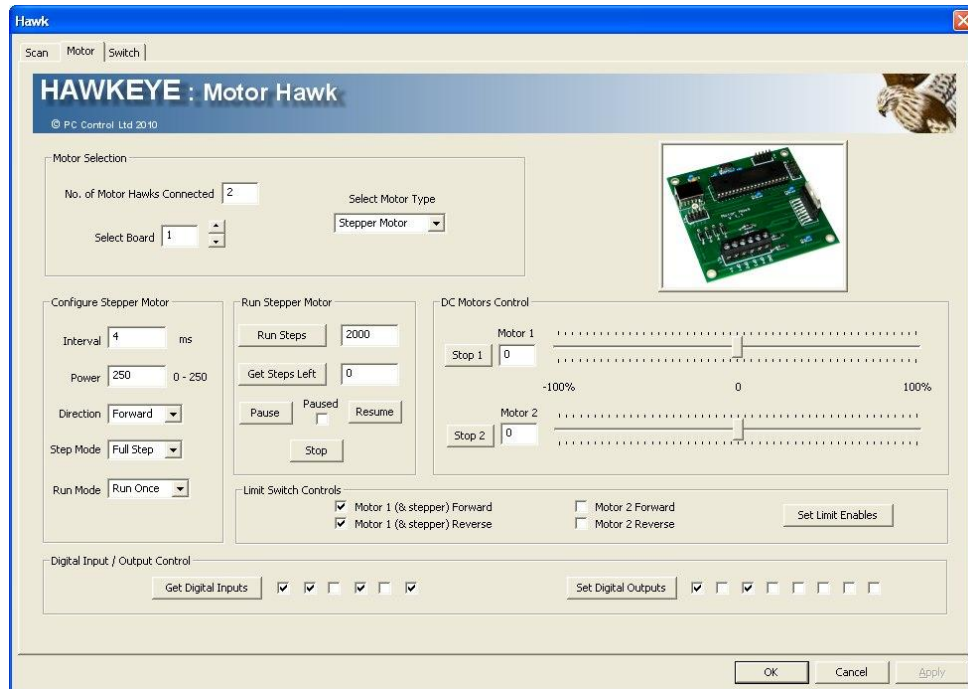 Hawk
Scan Motor Switch
HAWKEYE : Motor Hawk
© PC Control Ltd 2010
Motor Selection
No. of Motor Hawks Connected 2
Select Motor Type
Select Board 1
Stepper Motor
Configure Stepper Motor
Interval 4 ms
Power 250 0 - 250
Direction Forward
Step Mode Full Step
Run Mode Run Once
Run Stepper Motor
Run Steps 2000
Get Steps Left 0
Pause Paused Resume
Stop
DC Motors Control
Motor 1
Stop 1 0
-100% 0 100%
Motor 2
Stop 2 0
Limit Switch Controls
Motor 1 (& stepper) Forward Motor 2 Forward
Motor 1 (& stepper) Reverse Motor 2 Reverse
Set Limit Enables
Digital Input / Output Control
Get Digital Inputs Set Digital Outputs
OK Cancel Apply